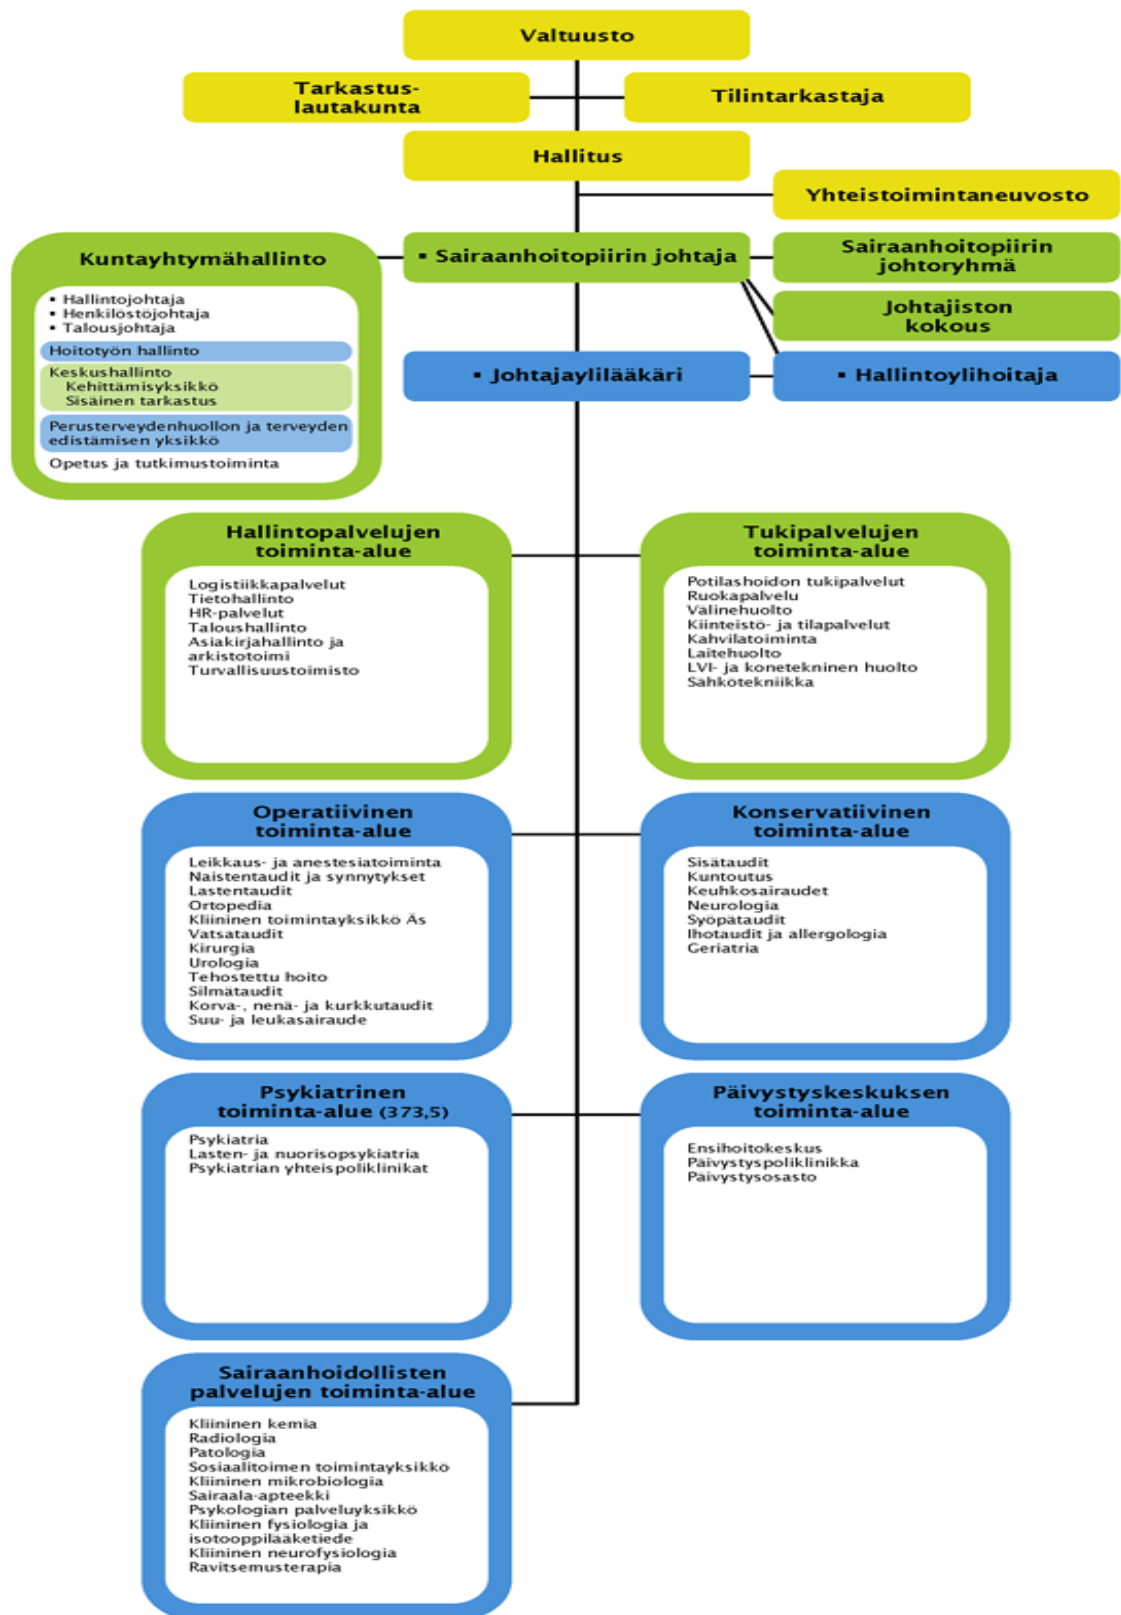 Valtuusto
Tarkastus-
lautakunta
Tilintarkastaja
Hallitus
Yhteistoimintaneuvosto
Kuntayhtymähallinto
▪ Hallintojohtaja
▪ Henkilöstöjohtaja
▪ Talousjohtaja
Hoitotyön hallinto
Keskushallinto
Kehittämisyksikkö
Sisäinen tarkastus
Perusterveydenhuollon ja terveyden
edistämisen yksikkö
Opetus ja tutkimustoiminta
▪ Sairaanhoitopiirin johtaja
Sairaanhoitopiirin
johtoryhmä
Johtajiston
kokous
▪ Johtajaylilääkäri
▪ Hallintoylihoitaja
Hallintopalvelujen
toiminta-alue
Logistiikkapalvelut
Tietohallinto
HR-palvelut
Taloushallinto
Asiakirjahallinto ja
arkistotoimi
Turvallisuustoimisto
Tukipalvelujen
toiminta-alue
Potilashoidon tukipalvelut
Ruokapalvelu
Välinehuolto
Kiinteistö- ja tilapalvelut
Kahvilatoiminta
Laitehuolto
LVI- ja konetekninen huolto
Sähkötekniikka
Operatiivinen
toiminta-alue
Leikkaus- ja anestesiatoiminta
Naistentaudit ja synnytykset
Lastentaudit
Ortopedia
Kliininen toimintayksikkö Äs
Vatsataudit
Kirurgia
Urologia
Tehostettu hoito
Silmätaudit
Korva-, nenä- ja kurkkutaudit
Suu- ja leukasairaude
Konservatiivinen
toiminta-alue
Sisätaudit
Kuntoutus
Keuhkosairaudet
Neurologia
Syöpätaudit
Ihotaudit ja allergologia
Geriatria
Psykiatrinen
toiminta-alue (373,5)
Psykiatria
Lasten- ja nuorisopsykiatria
Psykiatrian yhteispoliklinikat
Päivystyskeskuksen
toiminta-alue
Ensihoitokeskus
Päivystyspoliklinikka
Päivystysosasto
Sairaanhoidollisten
palvelujen toiminta-alue
Kliininen kemia
Radiologia
Patologia
Sosiaalitoimen toimintayksikkö
Kliininen mikrobiologia
Sairaala-apteekki
Psykologian palveluyksikkö
Kliininen fysiologia ja
isotooppilääketiede
Kliininen neurofysiologia
Ravitsemusterapia